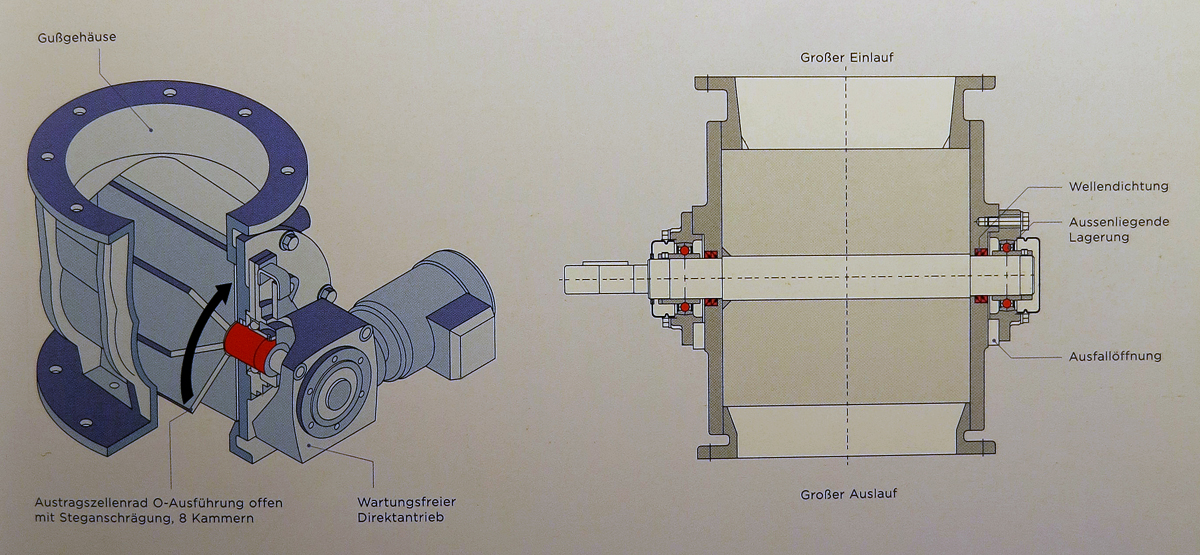 Gußgehäuse
Austragszellenrad O-Ausführung offen
mit Steganschrägung, 8 Kammern
Wartungsfreier
Direktantrieb
Großer Einlauf
Wellendichtung
Aussenliegende
Lagerung
Ausfallöffnung
Großer Auslauf